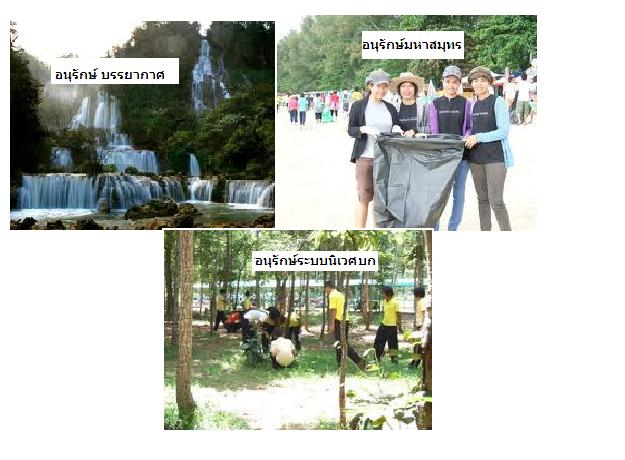 อนุรักษ์ บรรยากาศ
อนุรักษ์มหาสมุทร
อนุรักษ์ระบบนิเวศบก